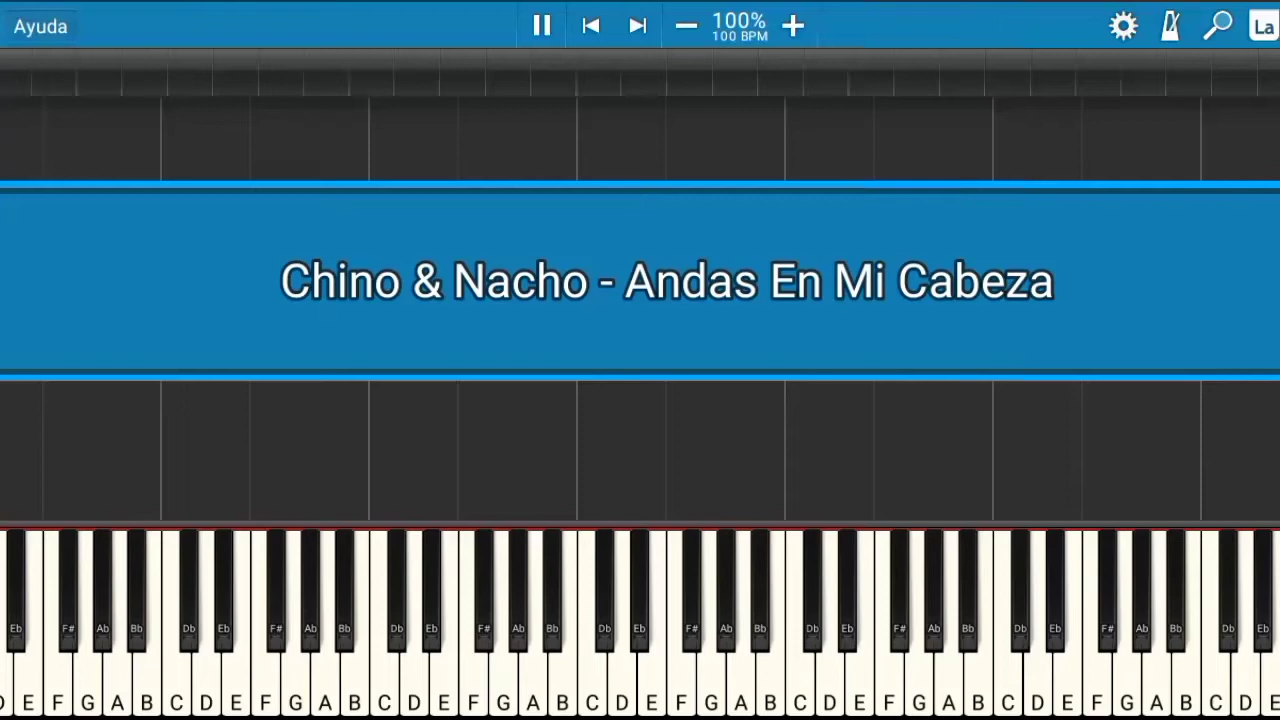 Ayuda
100%
100 BPM
La
Chino & Nacho - Andas En Mi Cabeza
Eb F# Ab Bb Db Eb F# Ab Bb Db Eb F# Ab Bb Db Eb F# Ab Bb Db Eb F# Ab Bb Db Eb F# Ab Bb Db Eb
D E F G A B C D E F G A B C D E F G A B C D E F G A B C D E F G A B C D E F G A B C D E